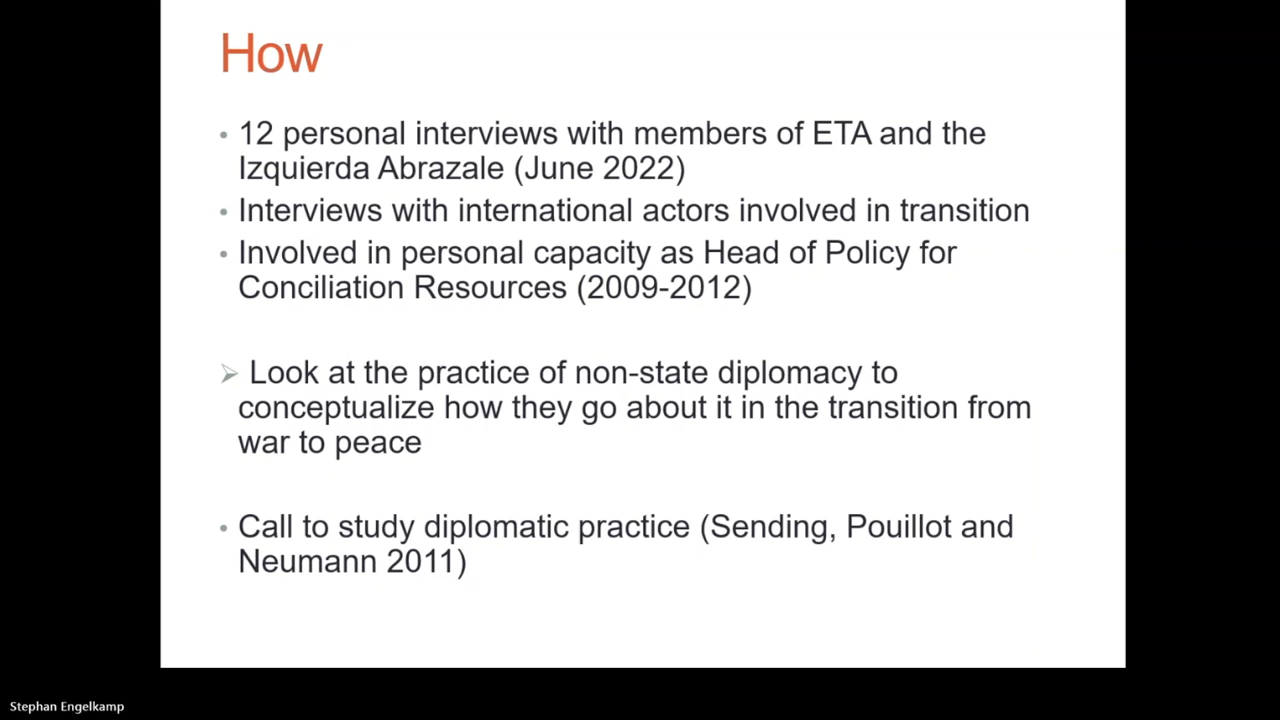 How
• 12 personal interviews with members of ETA and the
Izquierda Abrazale (June 2022)
• Interviews with international actors involved in transition
• Involved in personal capacity as Head of Policy for
Conciliation Resources (2009-2012)
➢ Look at the practice of non-state diplomacy to
conceptualize how they go about it in the transition from
war to peace
• Call to study diplomatic practice (Sending, Pouillot and
Neumann 2011)
Stephan Engelkamp